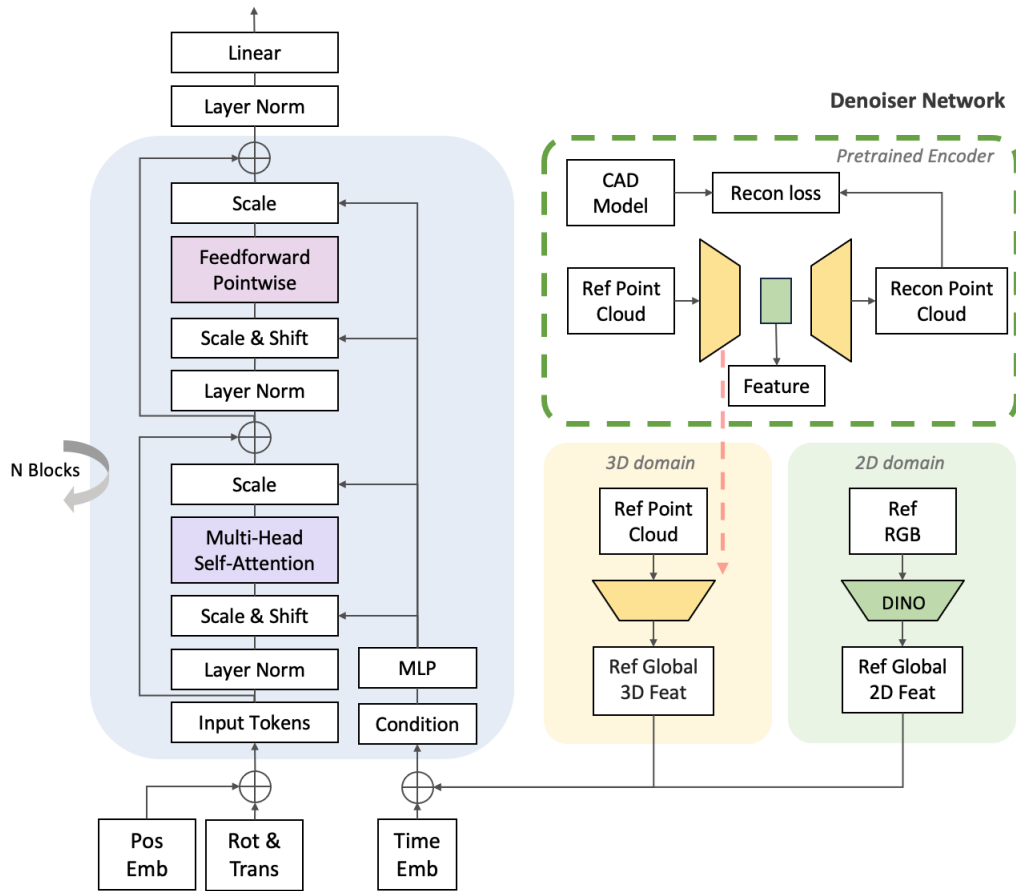 Linear
Layer Norm
Scale
Feedforward
Pointwise
Scale & Shift
Layer Norm
N Blocks
Scale
Multi-Head
Self-Attention
Scale & Shift
Layer Norm
Input Tokens
MLP
Condition
Pos
Emb
Rot &
Trans
Time
Emb
Denoiser Network
Pretrained Encoder
CAD
Model
Recon loss
Ref Point
Cloud
Recon Point
Cloud
Feature
3D domain
Ref Point
Cloud
Ref Global
3D Feat
2D domain
Ref
RGB
DINO
Ref Global
2D Feat